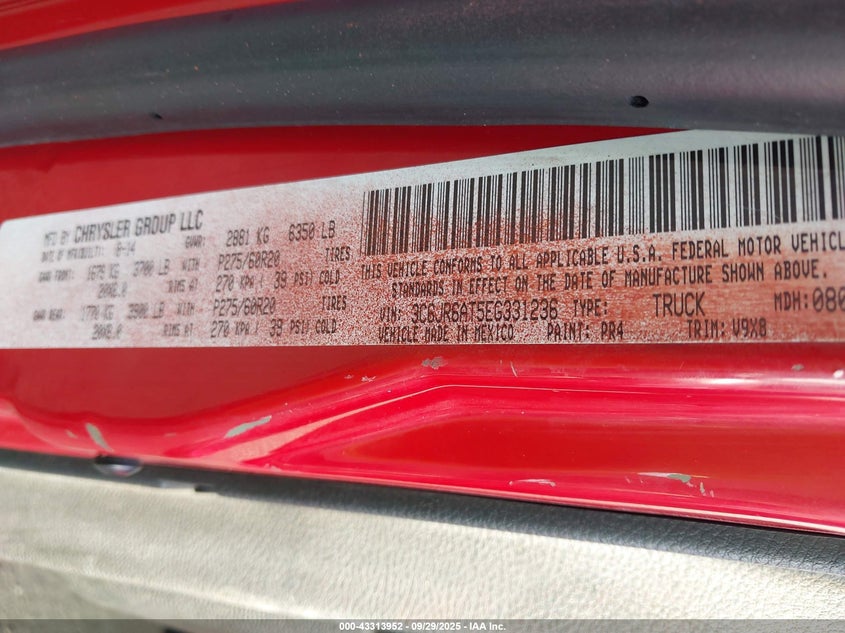 MFD BY CHRYSLER GROUP LLC
DATE OF MFR/BUILT: 8-14 GVWR: 2881 KG 6350 LB
GAWR FRONT: 1679 KG 3700 LB WITH P275/60R20 TIRES
20X8.0 RIMS AT 270 KPA / 39 PSI COLD
GAWR REAR: 1770 KG 3900 LB WITH P275/60R20 TIRES
20X8.0 RIMS AT 270 KPA / 39 PSI COLD
THIS VEHICLE CONFORMS TO ALL APPLICABLE U.S.A. FEDERAL MOTOR VEHICL
STANDARDS IN EFFECT ON THE DATE OF MANUFACTURE SHOWN ABOVE.
VIN: 3C6JR6AT5EG331236 TYPE: TRUCK MDH: 080
VEHICLE MADE IN MEXICO PAINT: PR4 TRIM: V9X8
000-43313952 | 09/29/2025 | IAA Inc.